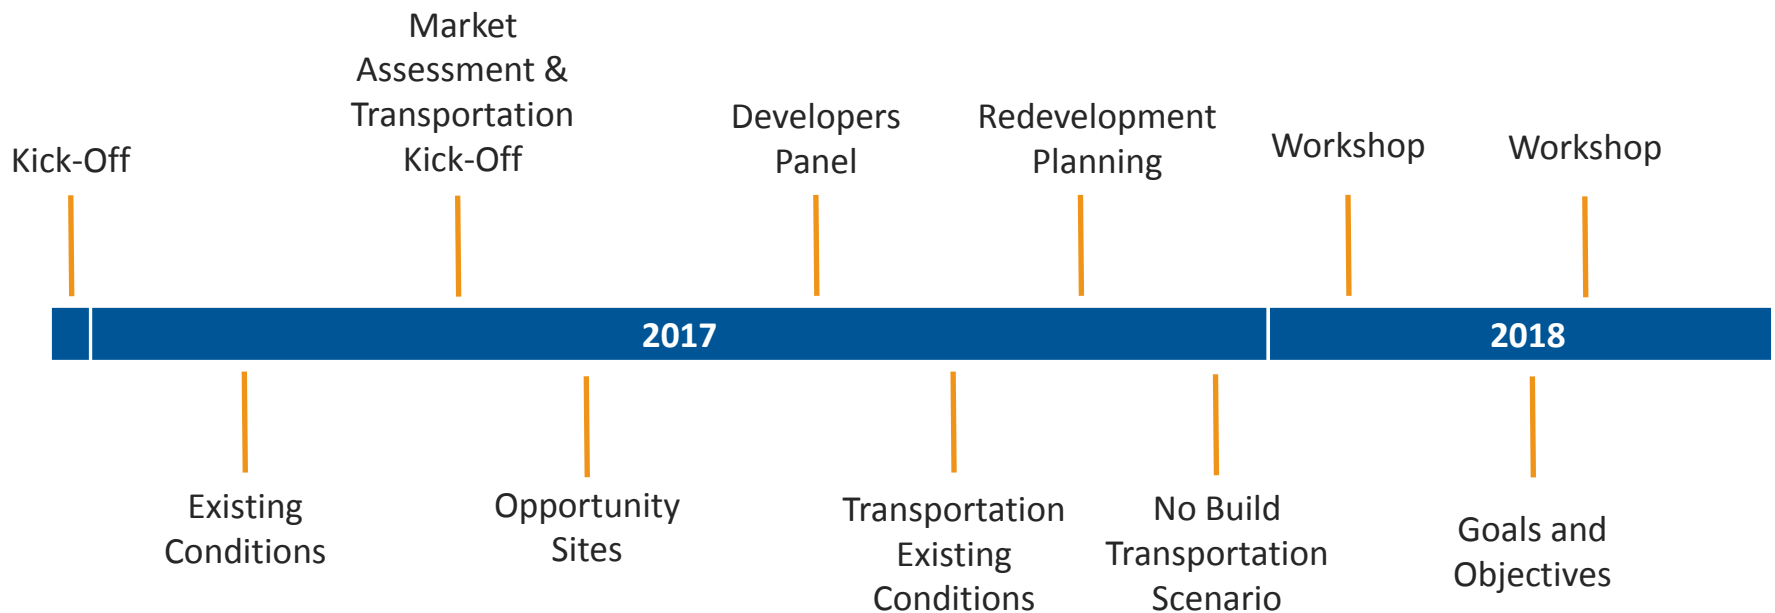 Kick-Off
Market
Assessment &
Transportation
Kick-Off
Developers
Panel
Redevelopment
Planning
Workshop
Workshop
2017
2018
Existing
Conditions
Opportunity
Sites
Transportation
Existing
Conditions
No Build
Transportation
Scenario
Goals and
Objectives